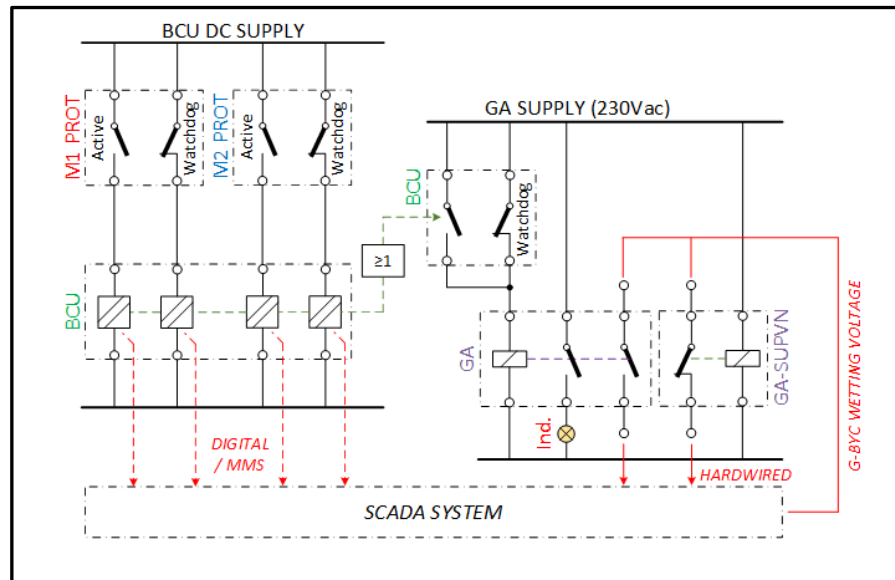 BCU DC SUPPLY
GA SUPPLY (230Vac)
M1 PROT
Active
Watchdog
M2 PROT
Active
Watchdog
BCU
Watchdog
≥1
BCU
GA
GA-SUPVN
G-BYC WETTING VOLTAGE
Ind.
DIGITAL
/ MMS
HARDWIRED
SCADA SYSTEM